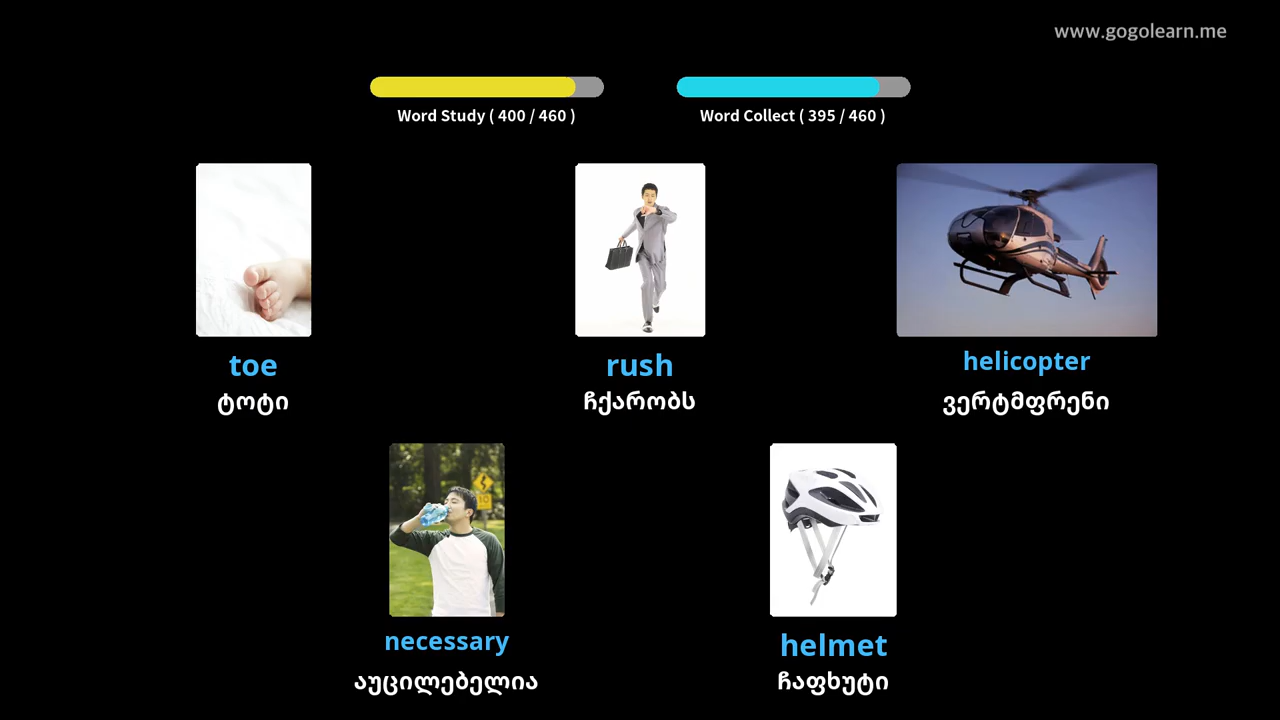 www.gogolearn.me
Word Study ( 400 / 460 )
Word Collect ( 395 / 460 )
toe
ტოტი
rush
ჩქარობს
helicopter
ვერტმფრენი
necessary
აუცილებელია
helmet
ჩაფხუტი